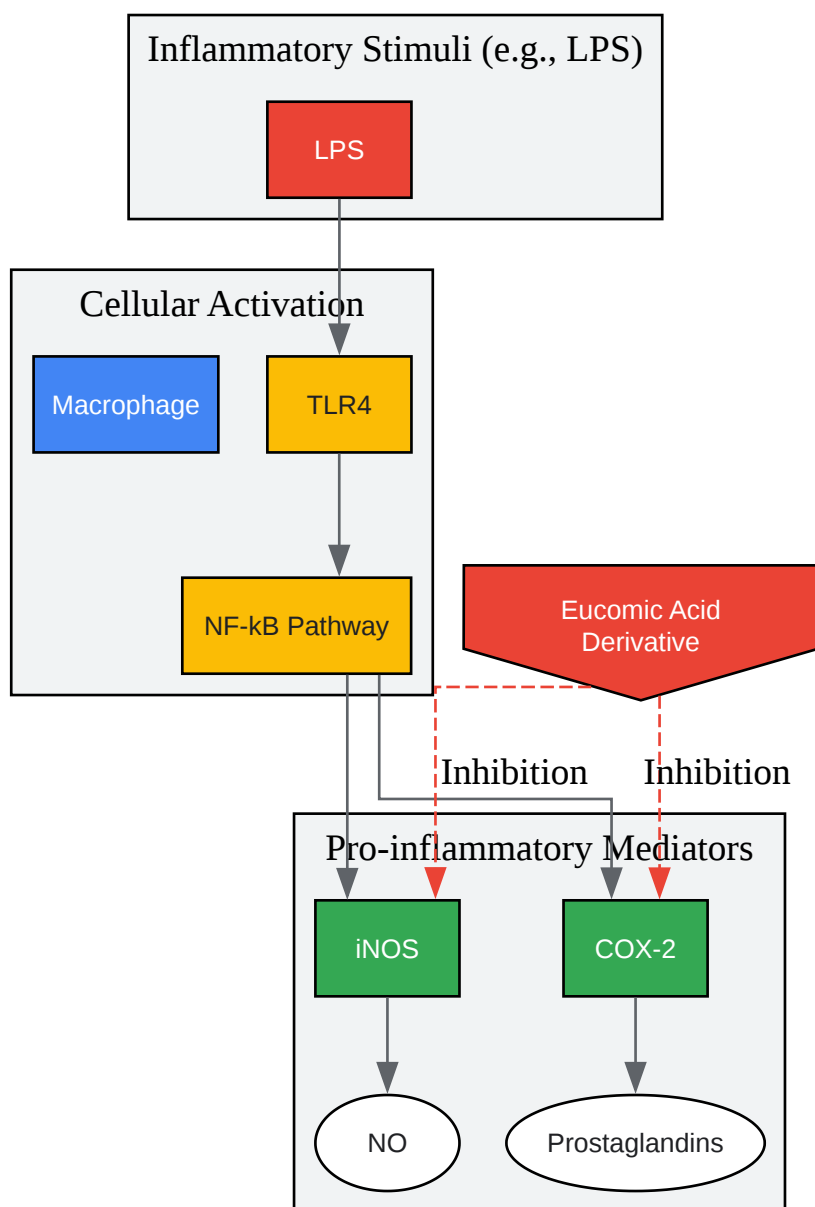 Inflammatory Stimuli (e.g., LPS)
LPS
Cellular Activation
Macrophage
TLR4
NF-kB Pathway
Eucomic Acid
Derivative
Inhibition
Inhibition
Pro-inflammatory Mediators
iNOS
COX-2
NO
Prostaglandins